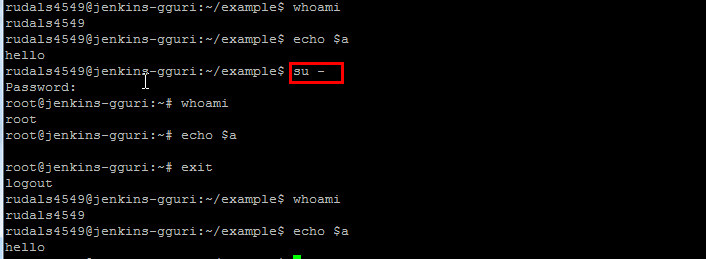 rudals4549@jenkins-gguri:~/example$ whoami
rudals4549
rudals4549@jenkins-gguri:~/example$ echo $a
hello
rudals4549@jenkins-gguri:~/example$ su -
Password:
root@jenkins-gguri:~# whoami
root
root@jenkins-gguri:~# echo $a
root@jenkins-gguri:~# exit
logout
rudals4549@jenkins-gguri:~/example$ whoami
rudals4549
rudals4549@jenkins-gguri:~/example$ echo $a
hello